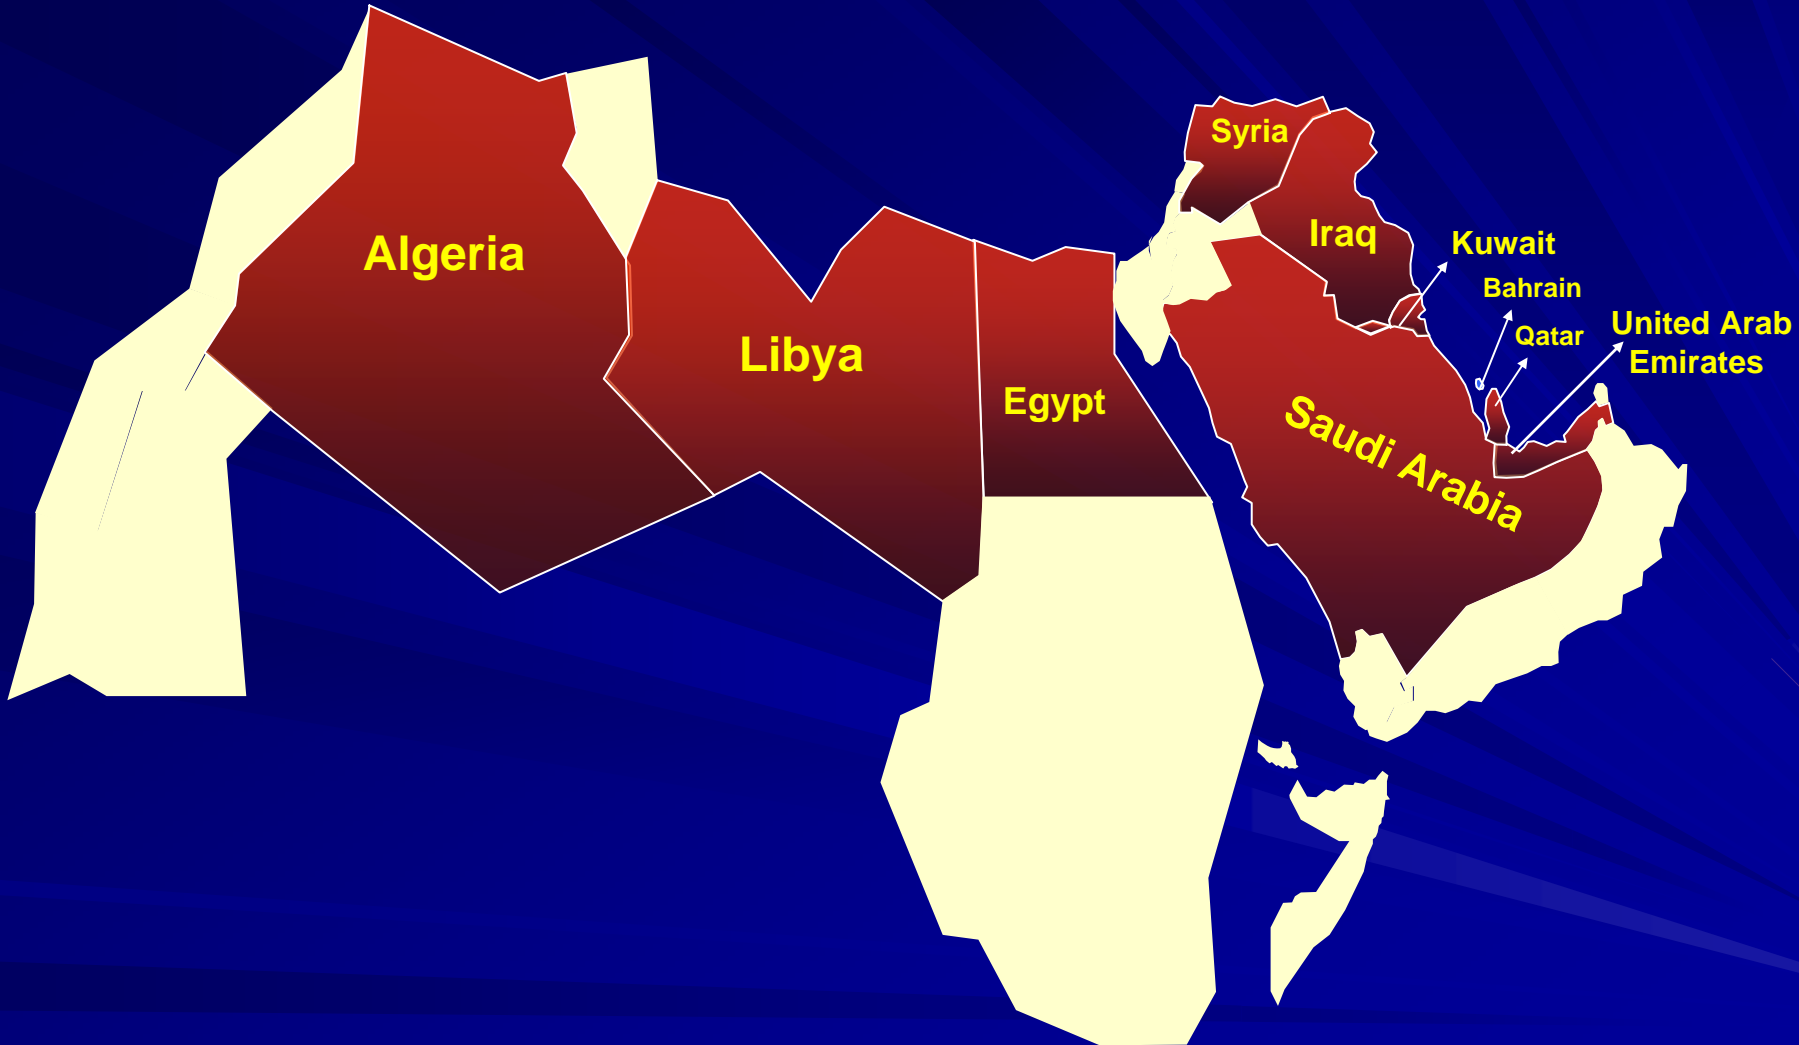 Syria
Algeria
Iraq
Kuwait
Bahrain
United Arab
Emirates
Qatar
Libya
Egypt
Saudi Arabia